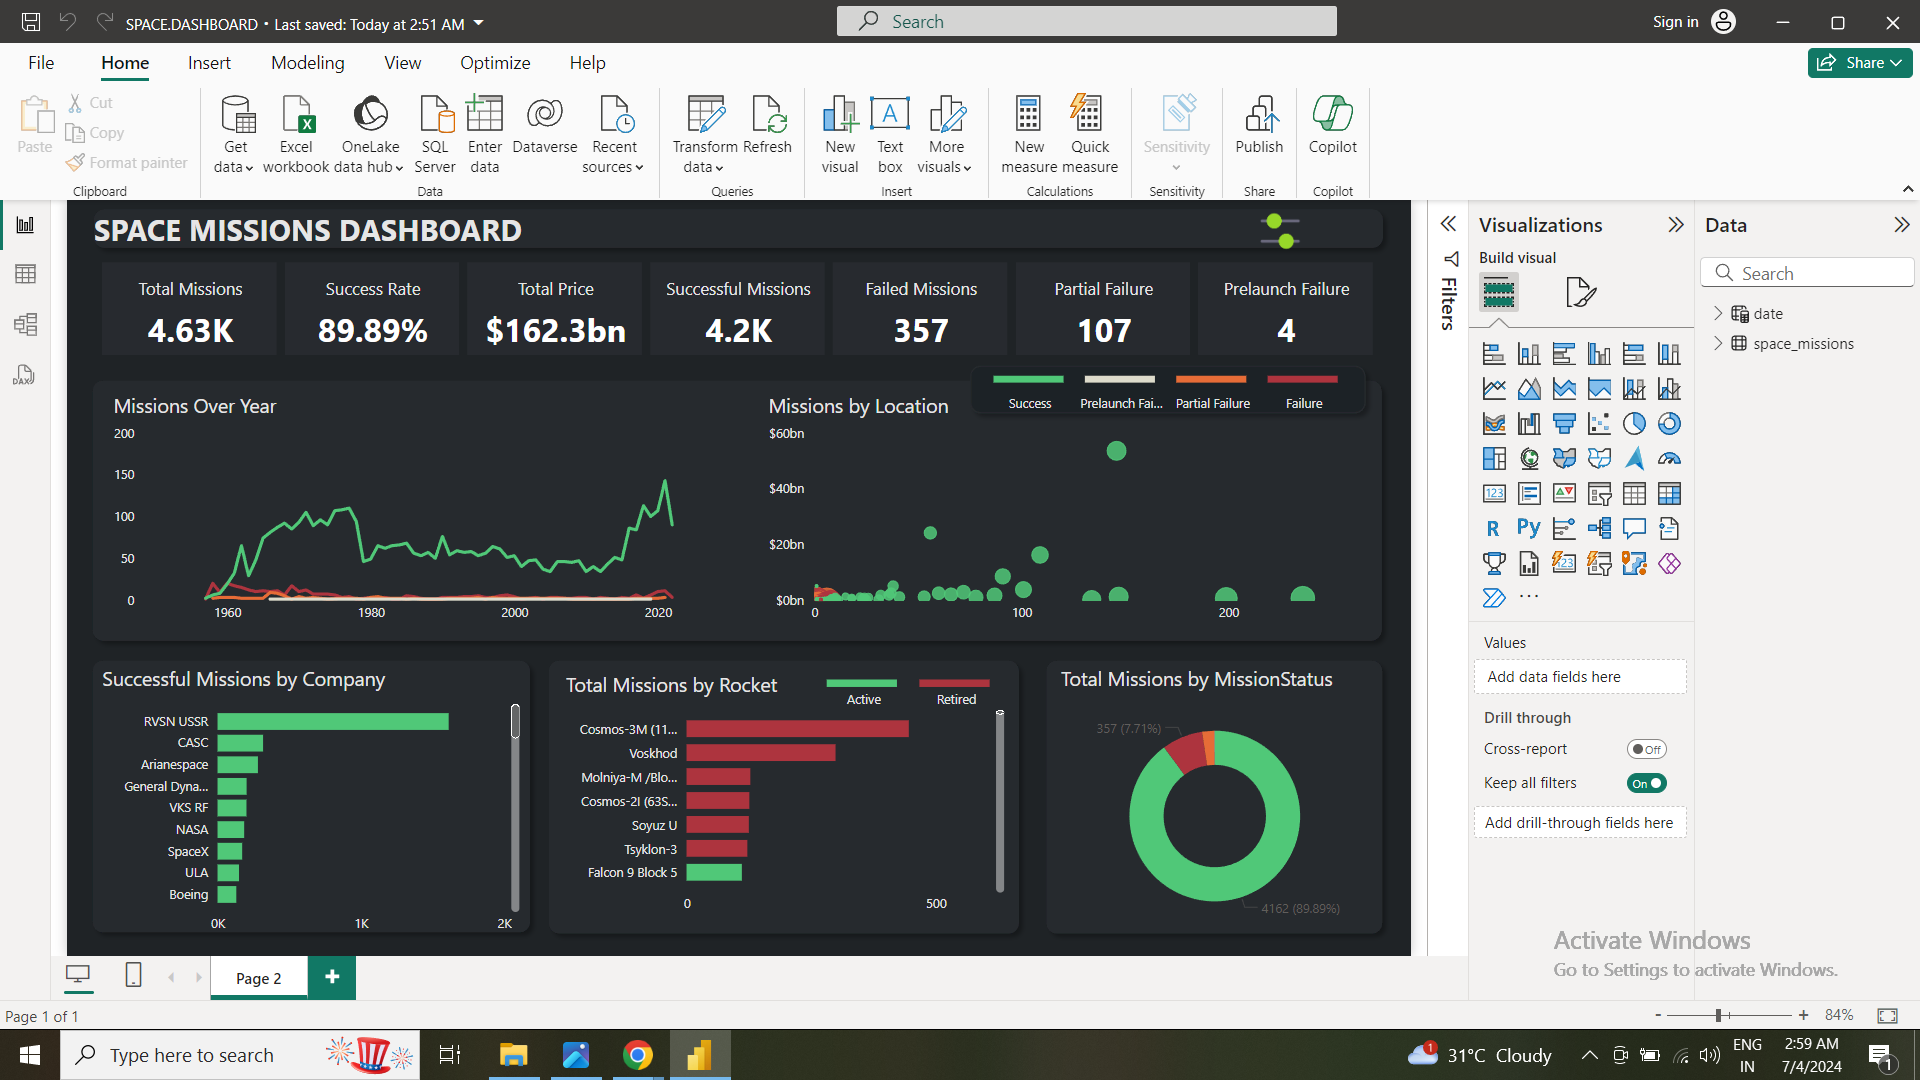 SPACE.DASHBOARD • Last saved: Today at 2:51 AM
Search
Sign in
File Home Insert Modeling View Optimize Help
Share
Paste
Cut
Copy
Format painter
Clipboard
Get data
Excel workbook
OneLake data hub
SQL Server
Enter data
Dataverse
Recent sources
Data
Transform data
Refresh
Queries
New visual
Text box
More visuals
Insert
New measure
Quick measure
Calculations
Sensitivity
Sensitivity
Publish
Share
Copilot
Copilot
SPACE MISSIONS DASHBOARD
Total Missions
4.63K
Success Rate
89.89%
Total Price
$162.3bn
Successful Missions
4.2K
Failed Missions
357
Partial Failure
107
Prelaunch Failure
4
Missions Over Year
200
150
100
50
0
1960 1980 2000 2020
Missions by Location
Success Prelaunch Fai... Partial Failure Failure
$60bn
$40bn
$20bn
$0bn
0 100 200
Successful Missions by Company
RVSN USSR
CASC
Arianespace
General Dyna...
VKS RF
NASA
SpaceX
ULA
Boeing
0K 1K 2K
Total Missions by Rocket
Active Retired
Cosmos-3M (11...
Voskhod
Molniya-M /Blo...
Cosmos-2I (63S...
Soyuz U
Tsyklon-3
Falcon 9 Block 5
0 500
Total Missions by MissionStatus
357 (7.71%)
4162 (89.89%)
Filters
Visualizations
Build visual
123
R Py
123
...
Values
Add data fields here
Drill through
Cross-report Off
Keep all filters On
Add drill-through fields here
Data
Search
date
space_missions
DAX
Activate Windows
Go to Settings to activate Windows.
Page 2
+
Page 1 of 1
- + 84%
Type here to search
1
31°C Cloudy
ENG
IN
2:59 AM
7/4/2024
1